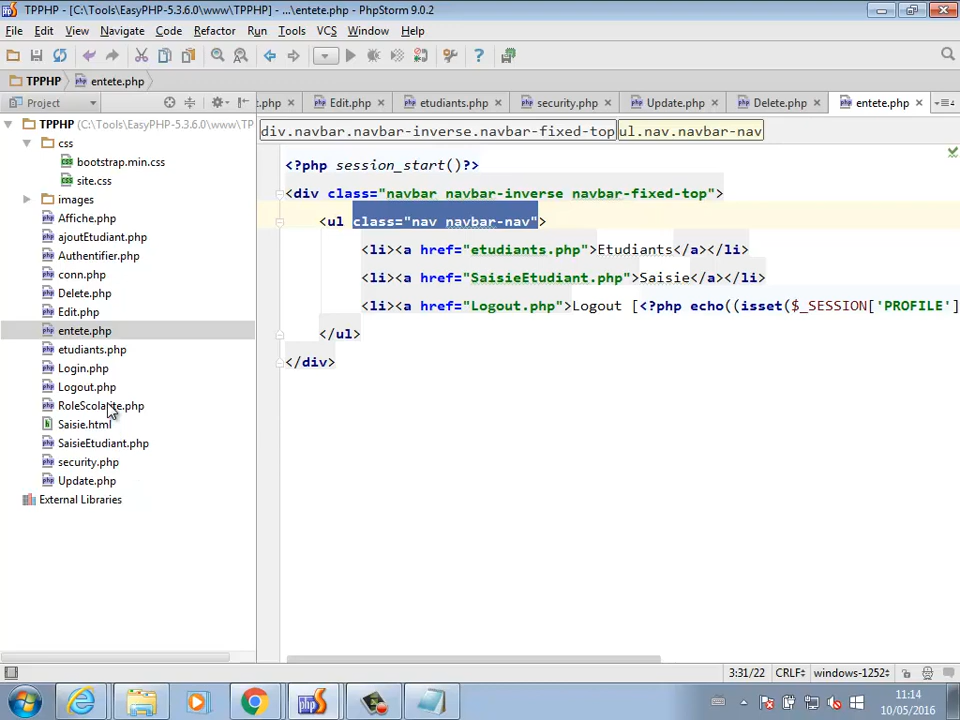 TPPHP - [C:\Tools\EasyPHP-5.3.6.0\www\TPPHP] - ...\entete.php - PhpStorm 9.0.2
File Edit View Navigate Code Refactor Run Tools VCS Window Help
TPPHP entete.php
Project
t.php Edit.php etudiants.php security.php Update.php Delete.php entete.php
TPPHP (C:\Tools\EasyPHP-5.3.6.0\www\TP
css
bootstrap.min.css
site.css
images
Affiche.php
ajoutEtudiant.php
Authentifier.php
conn.php
Delete.php
Edit.php
entete.php
etudiants.php
Login.php
Logout.php
RoleScolarite.php
Saisie.html
SaisieEtudiant.php
security.php
Update.php
External Libraries
div.navbar.navbar-inverse.navbar-fixed-top ul.nav.navbar-nav
<?php session_start()?>
<div class="navbar navbar-inverse navbar-fixed-top">
<ul class="nav navbar-nav">
<li><a href="etudiants.php">Etudiants</a></li>
<li><a href="SaisieEtudiant.php">Saisie</a></li>
<li><a href="Logout.php">Logout [<?php echo((isset($_SESSION['PROFILE']
</ul>
</div>
3:31/22 CRLF windows-1252
11:14
10/05/2016